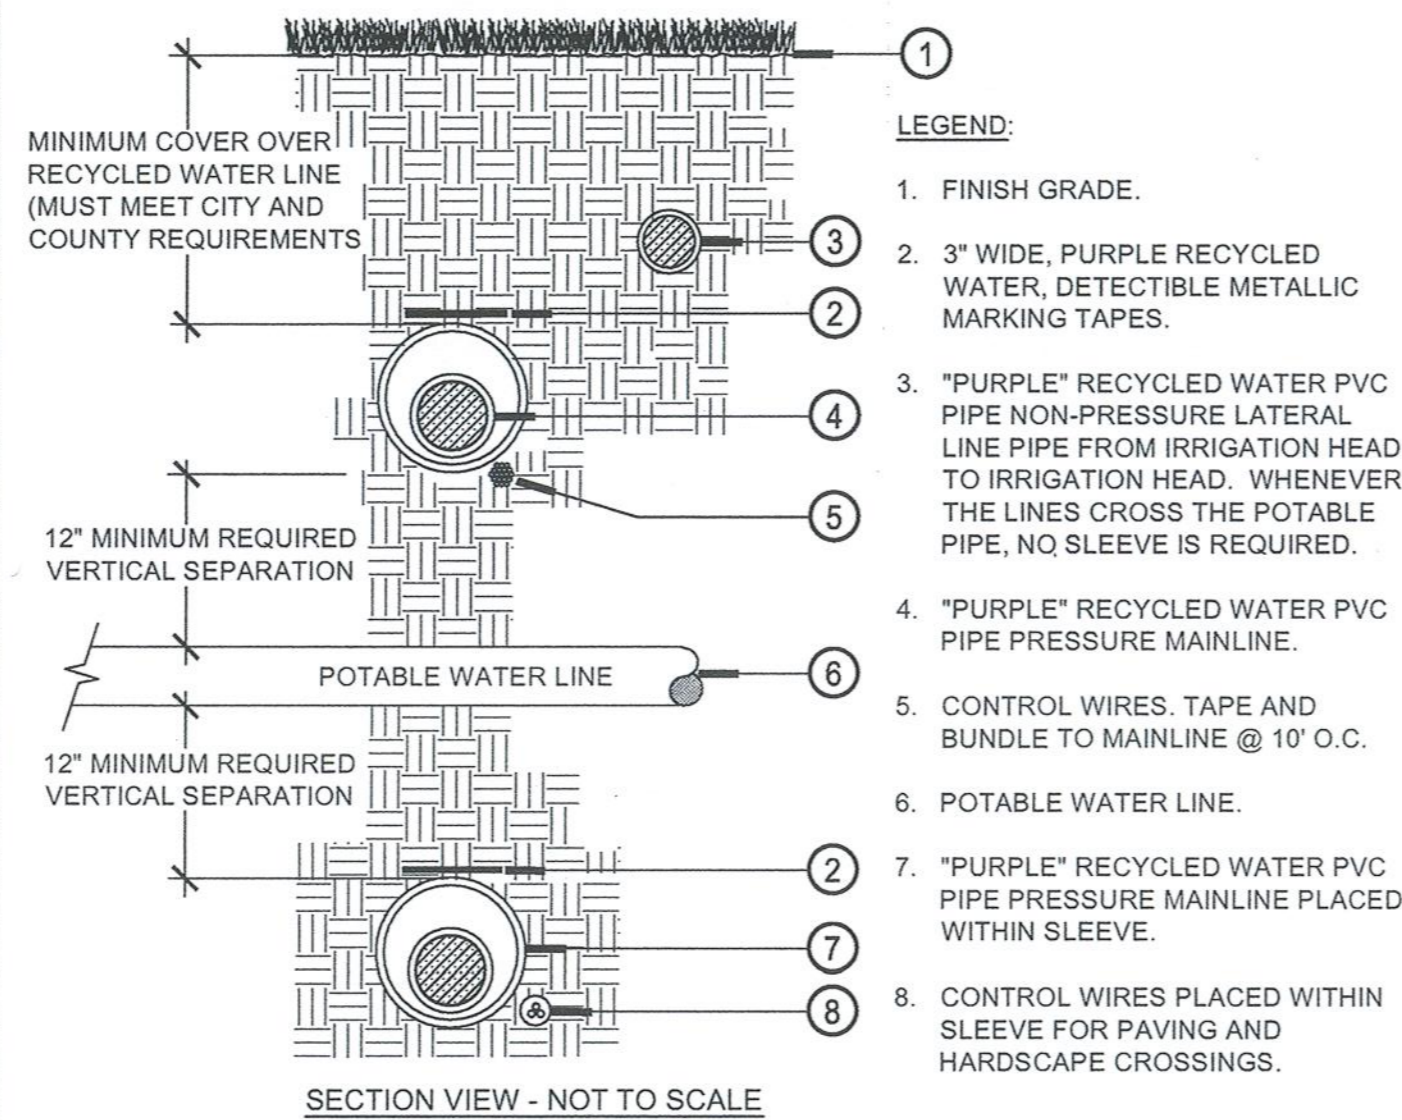 1
MINIMUM COVER OVER
RECYCLED WATER LINE
(MUST MEET CITY AND
COUNTY REQUIREMENTS
3
2
4
5
12" MINIMUM REQUIRED
VERTICAL SEPARATION
POTABLE WATER LINE
6
12" MINIMUM REQUIRED
VERTICAL SEPARATION
2
7
8
SECTION VIEW - NOT TO SCALE
LEGEND:
1. FINISH GRADE.
2. 3" WIDE, PURPLE RECYCLED
WATER, DETECTIBLE METALLIC
MARKING TAPES.
3. "PURPLE" RECYCLED WATER PVC
PIPE NON-PRESSURE LATERAL
LINE PIPE FROM IRRIGATION HEAD
TO IRRIGATION HEAD. WHENEVER
THE LINES CROSS THE POTABLE
PIPE, NO SLEEVE IS REQUIRED.
4. "PURPLE" RECYCLED WATER PVC
PIPE PRESSURE MAINLINE.
5. CONTROL WIRES. TAPE AND
BUNDLE TO MAINLINE @ 10' O.C.
6. POTABLE WATER LINE.
7. "PURPLE" RECYCLED WATER PVC
PIPE PRESSURE MAINLINE PLACED
WITHIN SLEEVE.
8. CONTROL WIRES PLACED WITHIN
SLEEVE FOR PAVING AND
HARDSCAPE CROSSINGS.